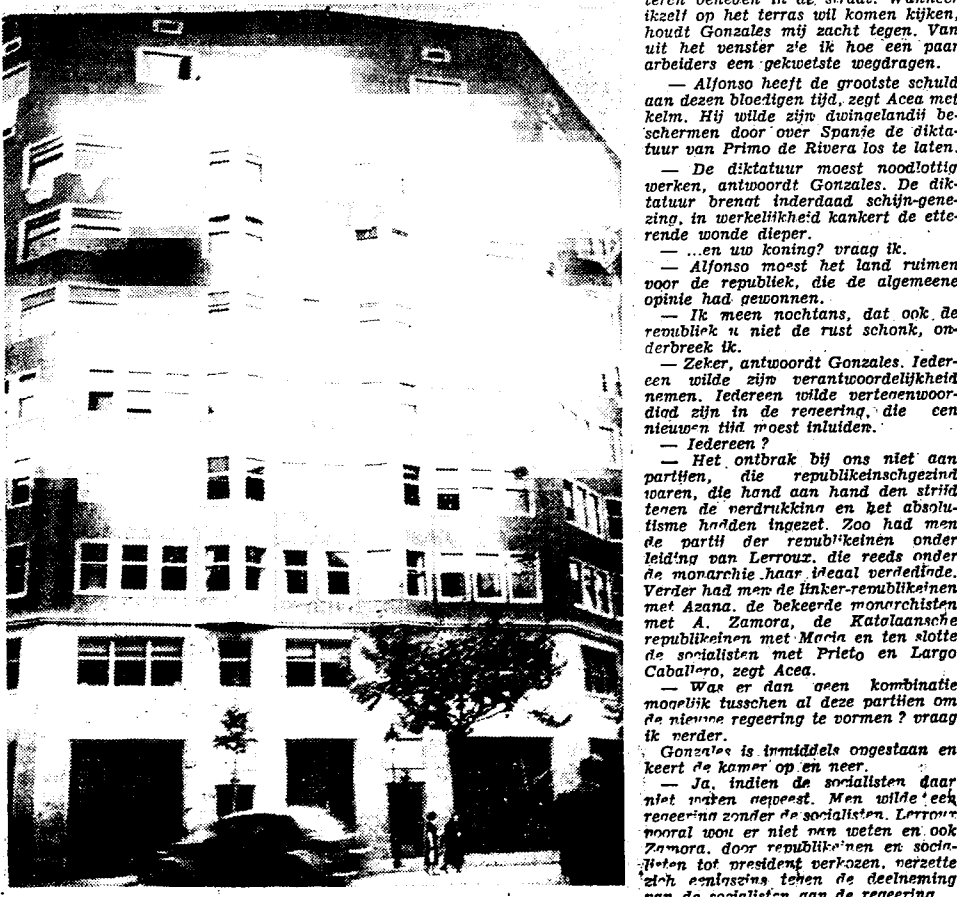 teren beneven in de straat. Wanneer
ikzelf op het terras wil komen kijken,
houdt Gonzales mij zacht tegen. Van
uit het venster zie ik hoe een paar
arbeiders een gekwetste wegdragen.
— Alfonso heeft de grootste schuld
aan dezen bloedigen tijd, zegt Acea met
kelm. Hij wilde zijn dwingelandij be-
schermen door over Spanje de dikta-
tuur van Primo de Rivera los te laten.
— De diktatuur moest noodlottig
werken, antwoordt Gonzales. De dik-
tatuur brengt inderdaad schijn-gene-
zing, in werkelijkheid kankert de ette-
rende wonde dieper.
— ...en uw koning? vraag ik.
— Alfonso moest het land ruimen
voor de republiek, die de algemeene
opinie had gewonnen.
— Ik meen nochtans, dat ook de
republiek u niet de rust schonk, on-
derbreek ik.
— Zeker, antwoordt Gonzales. Ieder-
een wilde zijn verantwoordelijkheid
nemen. Iedereen wilde vertegenwoor-
digd zijn in de regeering, die een
nieuwen tijd moest inluiden.
— Iedereen ?
— Het ontbrak bij ons niet aan
partijen, die republikeinschgezind
waren, die hand aan hand den strijd
tegen de verdrukking en het absolu-
tisme hadden ingezet. Zoo had men
de partij der republikeinen onder
leiding van Lerroux, die reeds onder
de monarchie haar ideaal verdedigde.
Verder had men de linker-republikeinen
met Azana, de bekeerde monarchisten
met A. Zamora, de Katalaansche
republikeinen met Macia en ten slotte
de socialisten met Prieto en Largo
Caballero, zegt Acea.
— Was er dan geen kombinatie
mogelijk tusschen al deze partijen om
de nieuwe regeering te vormen ? vraag
ik verder.
Gonzales is inmiddels opgestaan en
keert de kamer op en neer.
— Ja, indien de socialisten daar
niet waren geweest. Men wilde een
regeering zonder de socialisten. Lerroux
vooral wou er niet van weten en ook
Zamora, door republikeinen en socia-
listen tot president verkozen, verzette
zich eenigszins tegen de deelneming
van de socialisten aan de regeering